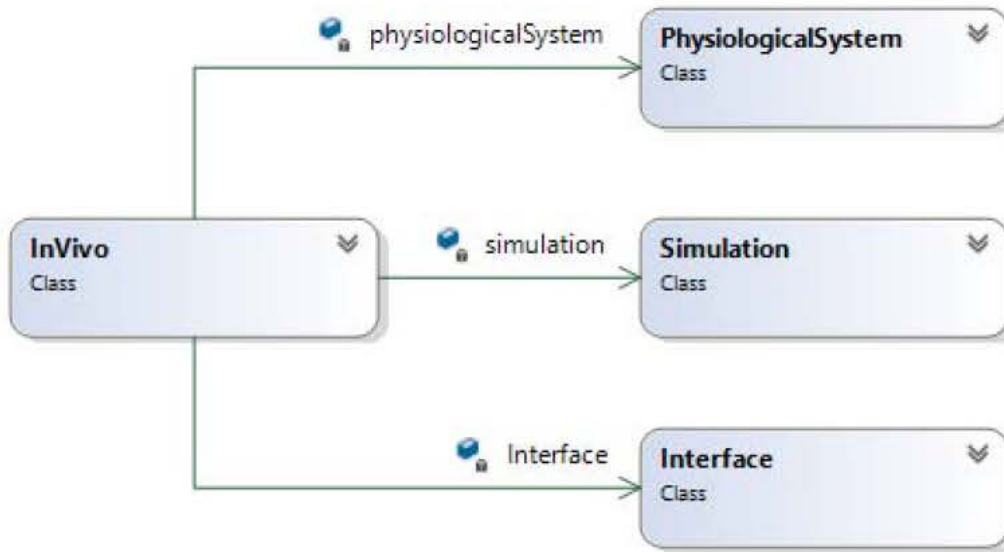 physiologicalSystem
PhysiologicalSystem
Class
InVivo
Class
simulation
Simulation
Class
Interface
Interface
Class